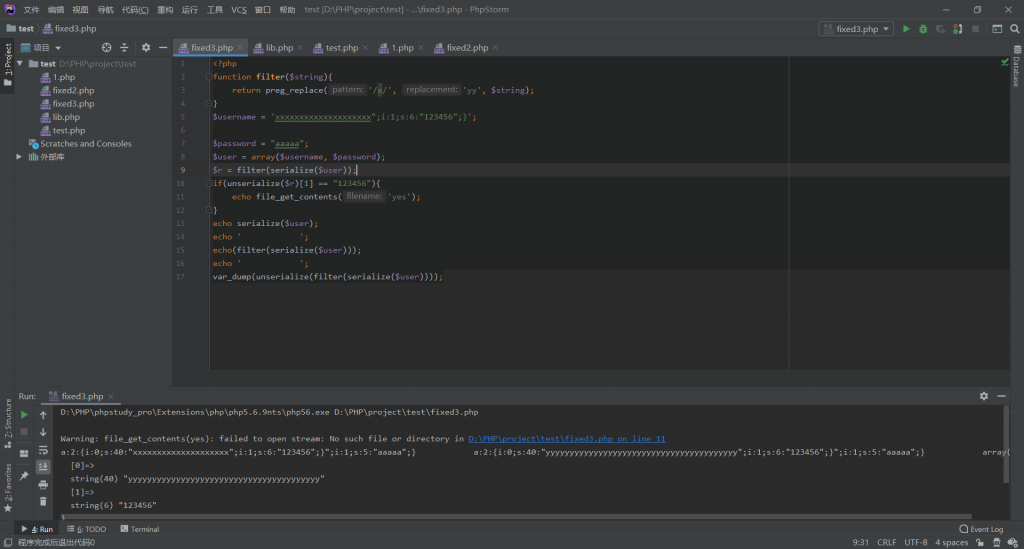 文件 编辑 视图 导航 代码(C) 重构 运行 工具 VCS 窗口 帮助 test [D:\PHP\project\test] - ...\fixed3.php - PhpStorm
test fixed3.php
fixed3.php
项目
fixed3.php lib.php test.php 1.php fixed2.php
1: Project
Database
test D:\PHP\project\test
1.php
fixed2.php
fixed3.php
lib.php
test.php
Scratches and Consoles
外部库
1 <?php
2 function filter($string){
3 return preg_replace( pattern: '/x/', replacement: 'yy', $string);
4 }
5 $username = 'xxxxxxxxxxxxxxxxxxxx";i:1;s:6:"123456";}';
6
7 $password = "aaaaa";
8 $user = array($username, $password);
9 $r = filter(serialize($user));
10 if(unserialize($r)[1] == "123456"){
11 echo file_get_contents( filename: 'yes');
12 }
13 echo serialize($user);
14 echo ' ';
15 echo(filter(serialize($user)));
16 echo ' ';
17 var_dump(unserialize(filter(serialize($user))));
Run: fixed3.php
D:\PHP\phpstudy_pro\Extensions\php\php5.6.9nts\php56.exe D:\PHP\project\test\fixed3.php
Warning: file_get_contents(yes): failed to open stream: No such file or directory in D:\PHP\project\test\fixed3.php on line 11
a:2:{i:0;s:40:"xxxxxxxxxxxxxxxxxxxx";i:1;s:6:"123456";}";i:1;s:5:"aaaaa";} a:2:{i:0;s:40:"yyyyyyyyyyyyyyyyyyyyyyyyyyyyyyyyyyyyyyyy";i:1;s:6:"123456";}";i:1;s:5:"aaaaa";} array(
[0]=>
string(40) "yyyyyyyyyyyyyyyyyyyyyyyyyyyyyyyyyyyyyyyy"
[1]=>
string(6) "123456"
}
Z: Structure
2: Favorites
4: Run 6: TODO Terminal Event Log
程序完成后退出代码0 9:31 CRLF UTF-8 4 spaces